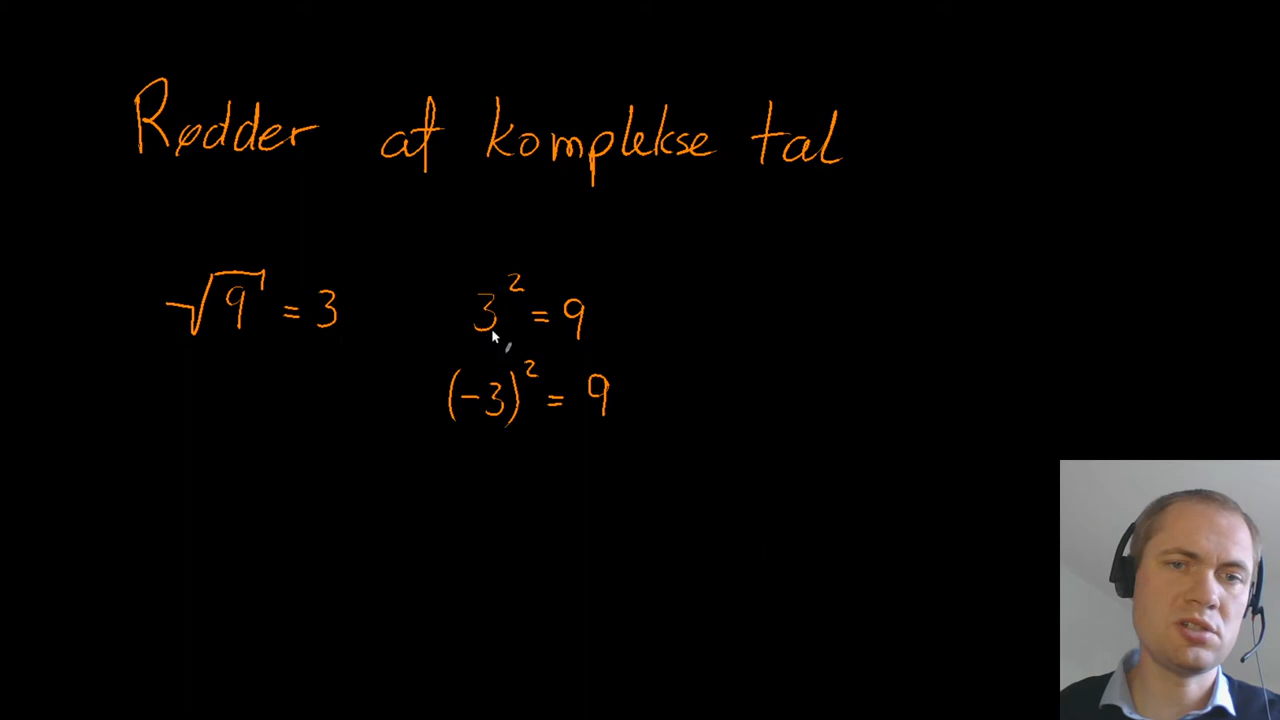 Rødder af komplekse tal
√9 = 3
3² = 9
(-3)² = 9